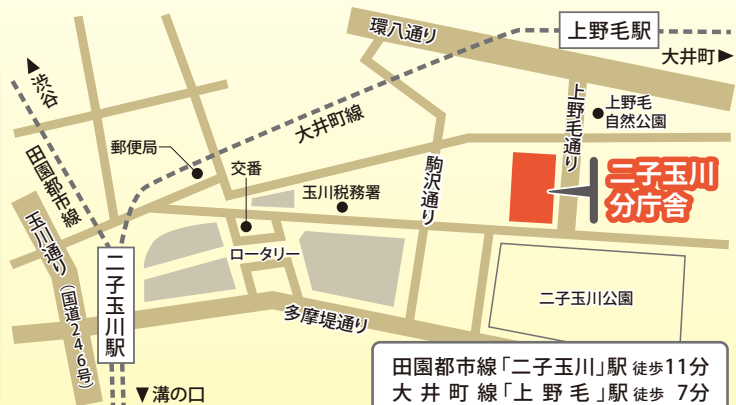 環八通り
上野毛駅
大井町▶
▲渋谷
田園都市線
大井町線
上野毛通り
上野毛
自然公園
郵便局
交番
玉川税務署
駒沢通り
二子玉川
分庁舎
玉川通り(国道246号)
二子玉川駅
ロータリー
二子玉川公園
多摩堤通り
▼溝の口
田園都市線「二子玉川」駅 徒歩11分
大井町線「上野毛」駅 徒歩 7分